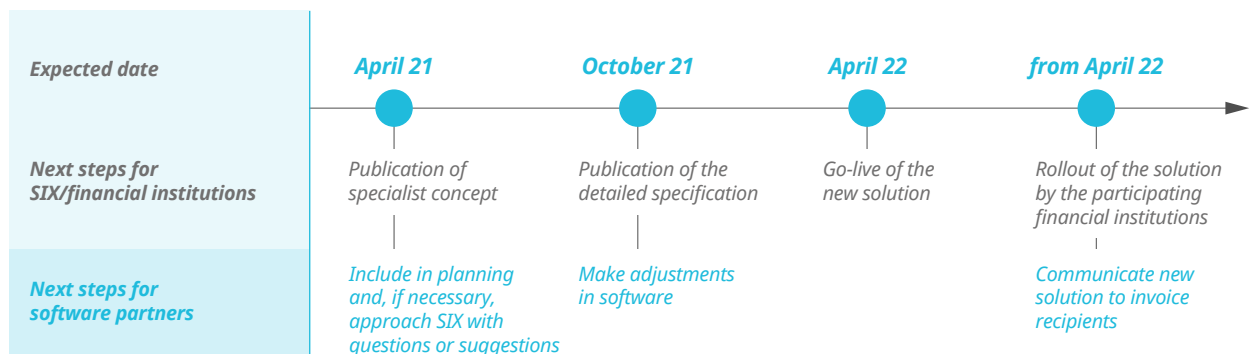 Expected date
April 21
October 21
April 22
from April 22
Next steps for
SIX/financial institutions
Publication of
specialist concept
Publication of the
detailed specification
Go-live of the
new solution
Rollout of the solution
by the participating
financial institutions
Next steps for
software partners
Include in planning
and, if necessary,
approach SIX with
questions or suggestions
Make adjustments
in software
Communicate new
solution to invoice
recipients